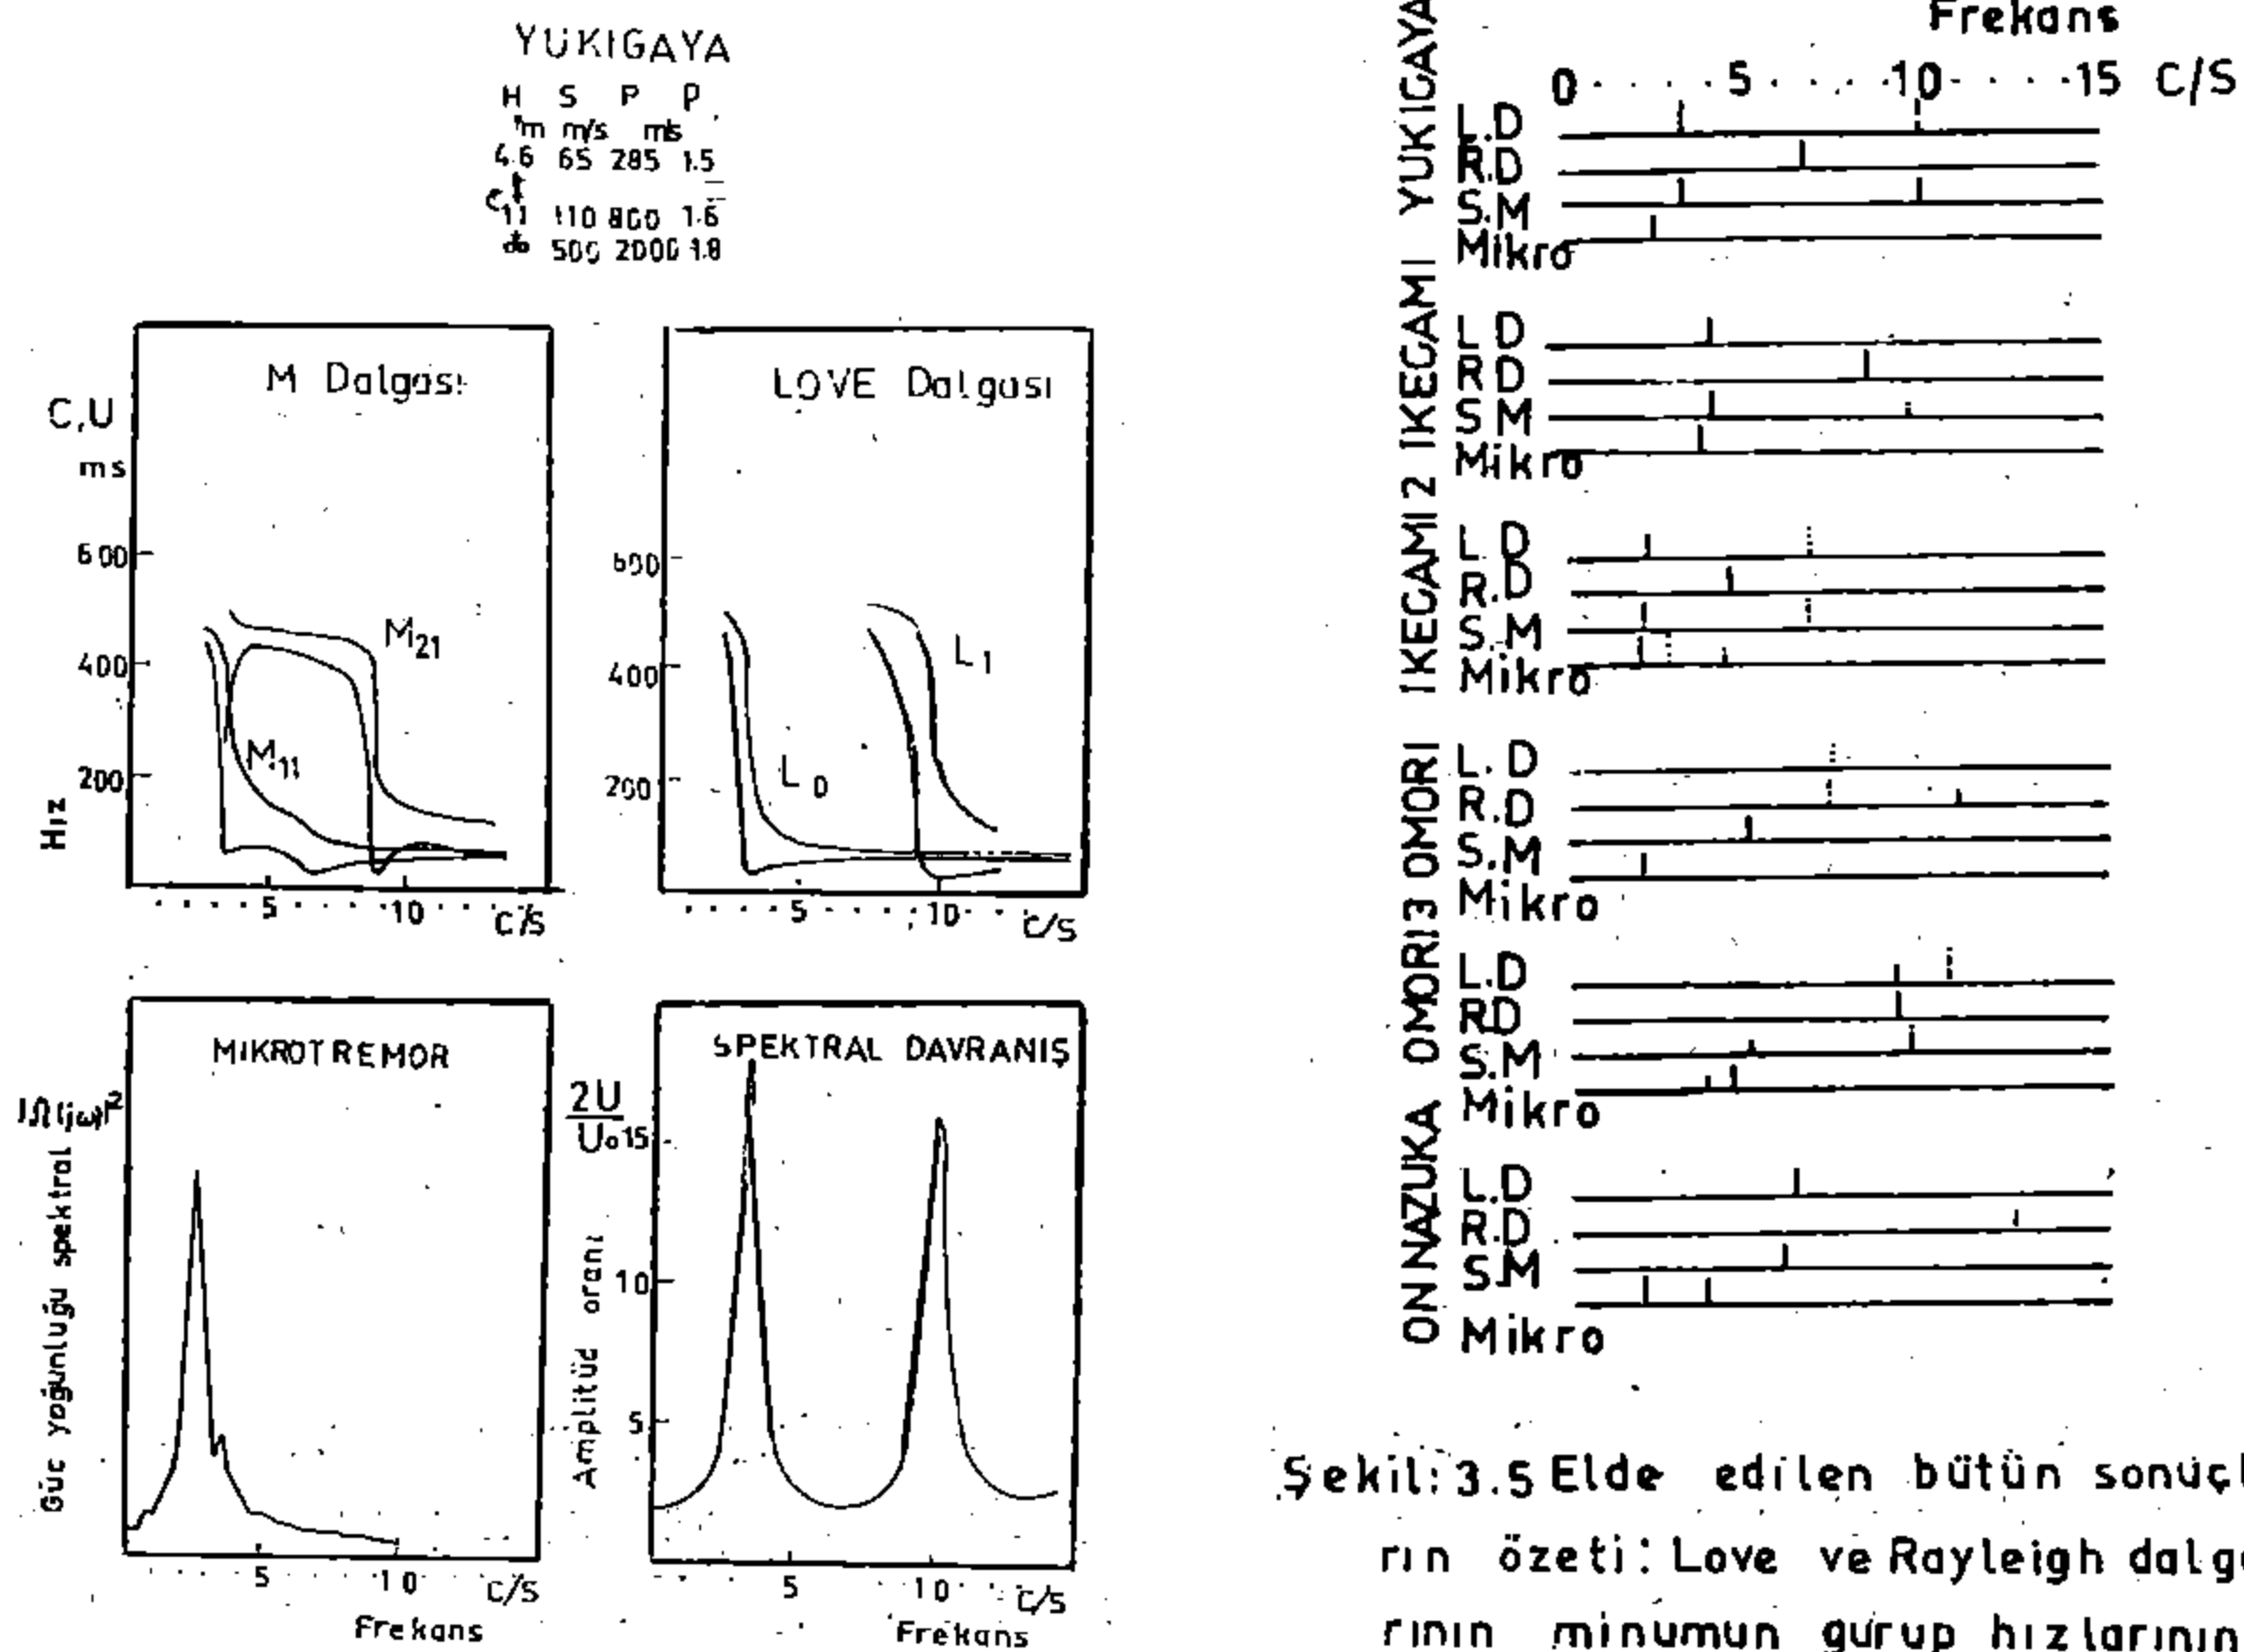 YUKIGAYA
H S P ρ
m m/s m/s
4.6 65 285 1.5
11 110 800 1.6
500 2000 1.8
M Dalgası
C,U
ms
600
400
200
Hız
M21
M11
5 10 C/S
LOVE Dalgası
600
400
200
L1
L0
5 10 C/S
MİKROTREMOR
Güc yoğunluğu spektral
5 10 C/S
Frekans
SPEKTRAL DAVRANIŞ
2U
U0
15
10
5
Amplitüd oranı
5 10 C/S
Frekans
Frekans
0 5 10 15 C/S
YUKIGAYA
L.D
R.D
S.M
Mikro
IKEGAMI
L D
R D
S M
Mikro
IKEGAMI 2
L D
R.D
S.M
Mikro
OMORI
L.D
R.D
S.M
Mikro
OMORI 3
L.D
RD
S.M
Mikro
ONNAZUKA
L.D
R.D
S.M
Mikro
Şekil: 3.5 Elde edilen bütün
rın özeti: Love ve Rayleigh
rının minumun gurup hızlarının